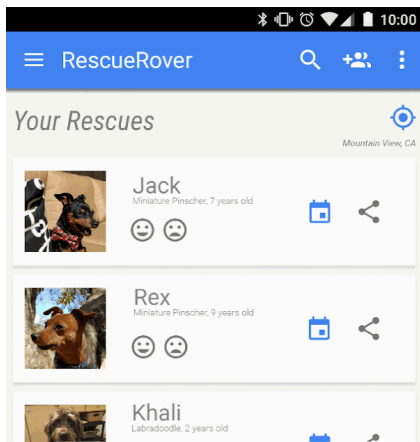 10:00
RescueRover
Your Rescues
Mountain View, CA
Jack
Miniature Pinscher, 7 years old
Rex
Miniature Pinscher, 9 years old
Khali
Labradoodle, 2 years old